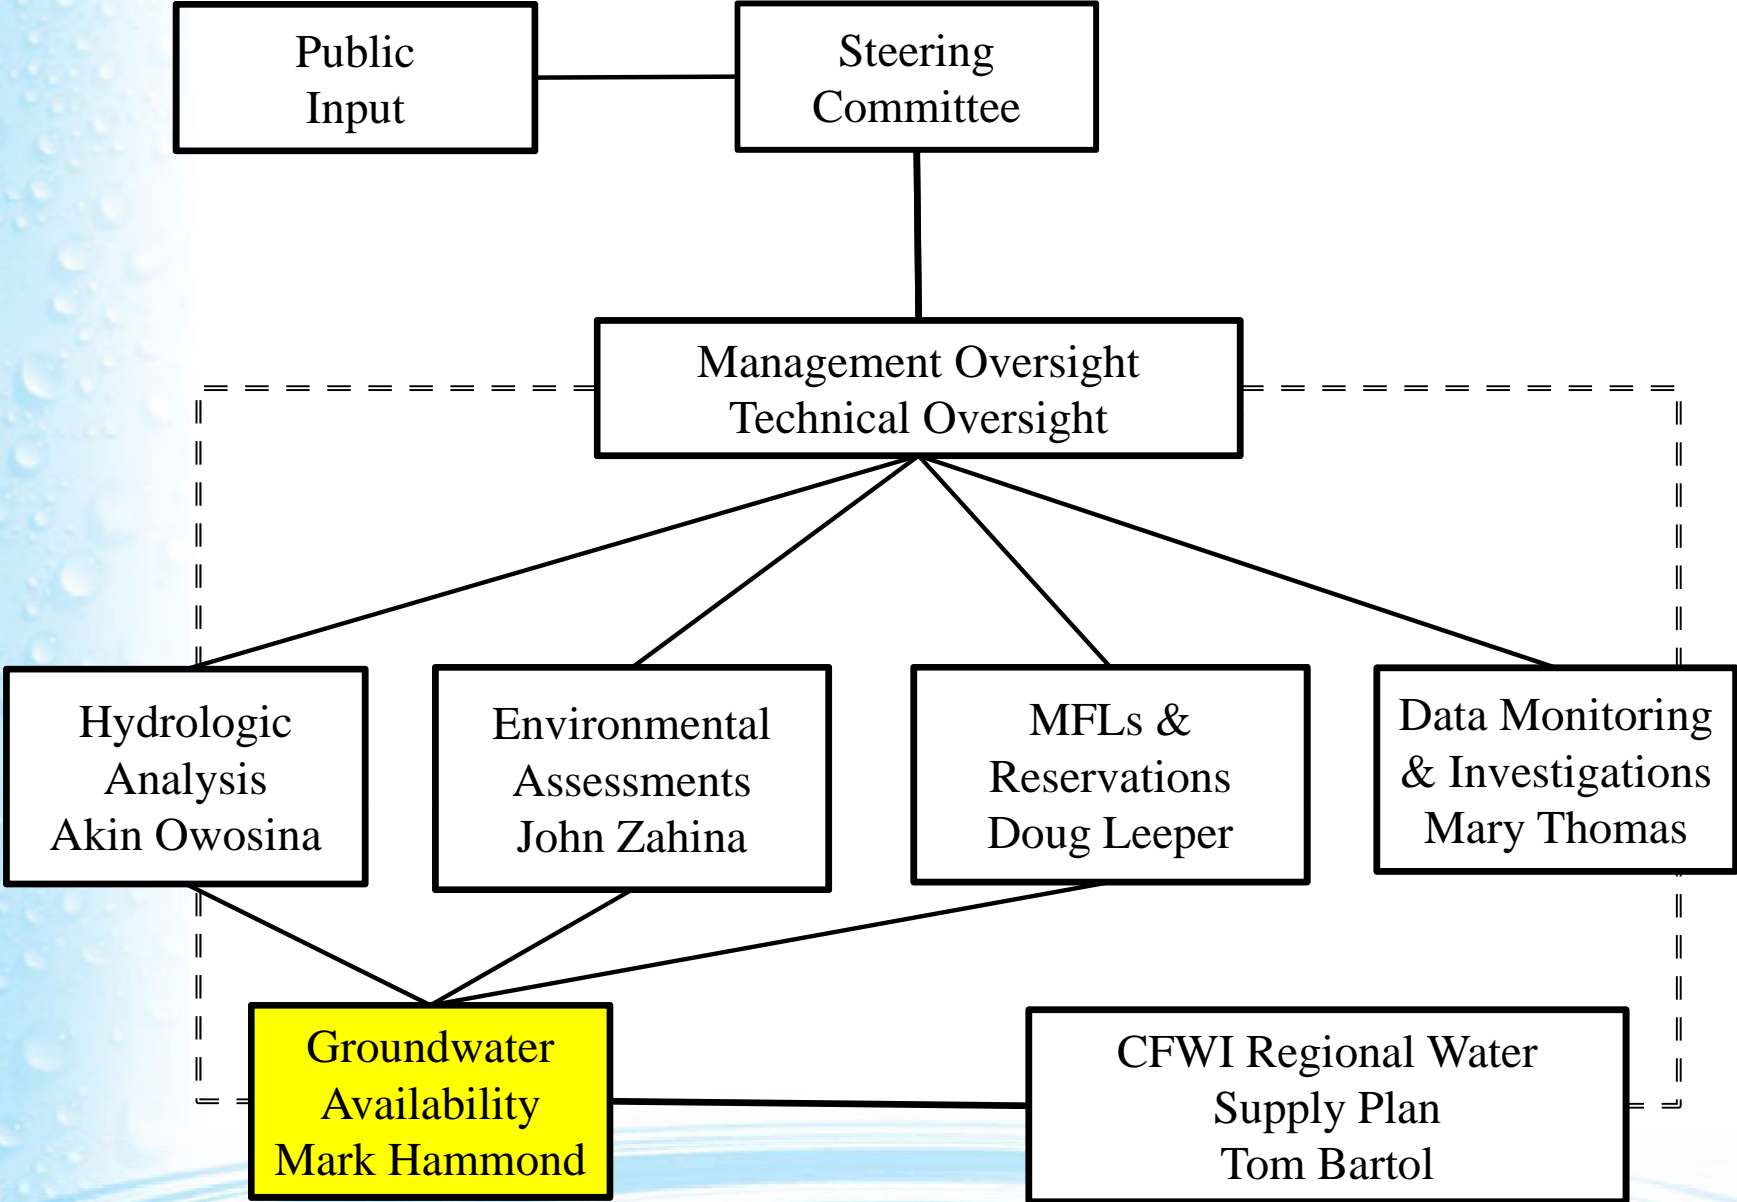 Public
Input
Steering
Committee
Management Oversight
Technical Oversight
Hydrologic
Analysis
Akin Owosina
Environmental
Assessments
John Zahina
MFLs &
Reservations
Doug Leeper
Data Monitoring
& Investigations
Mary Thomas
Groundwater
Availability
Mark Hammond
CFWI Regional Water
Supply Plan
Tom Bartol